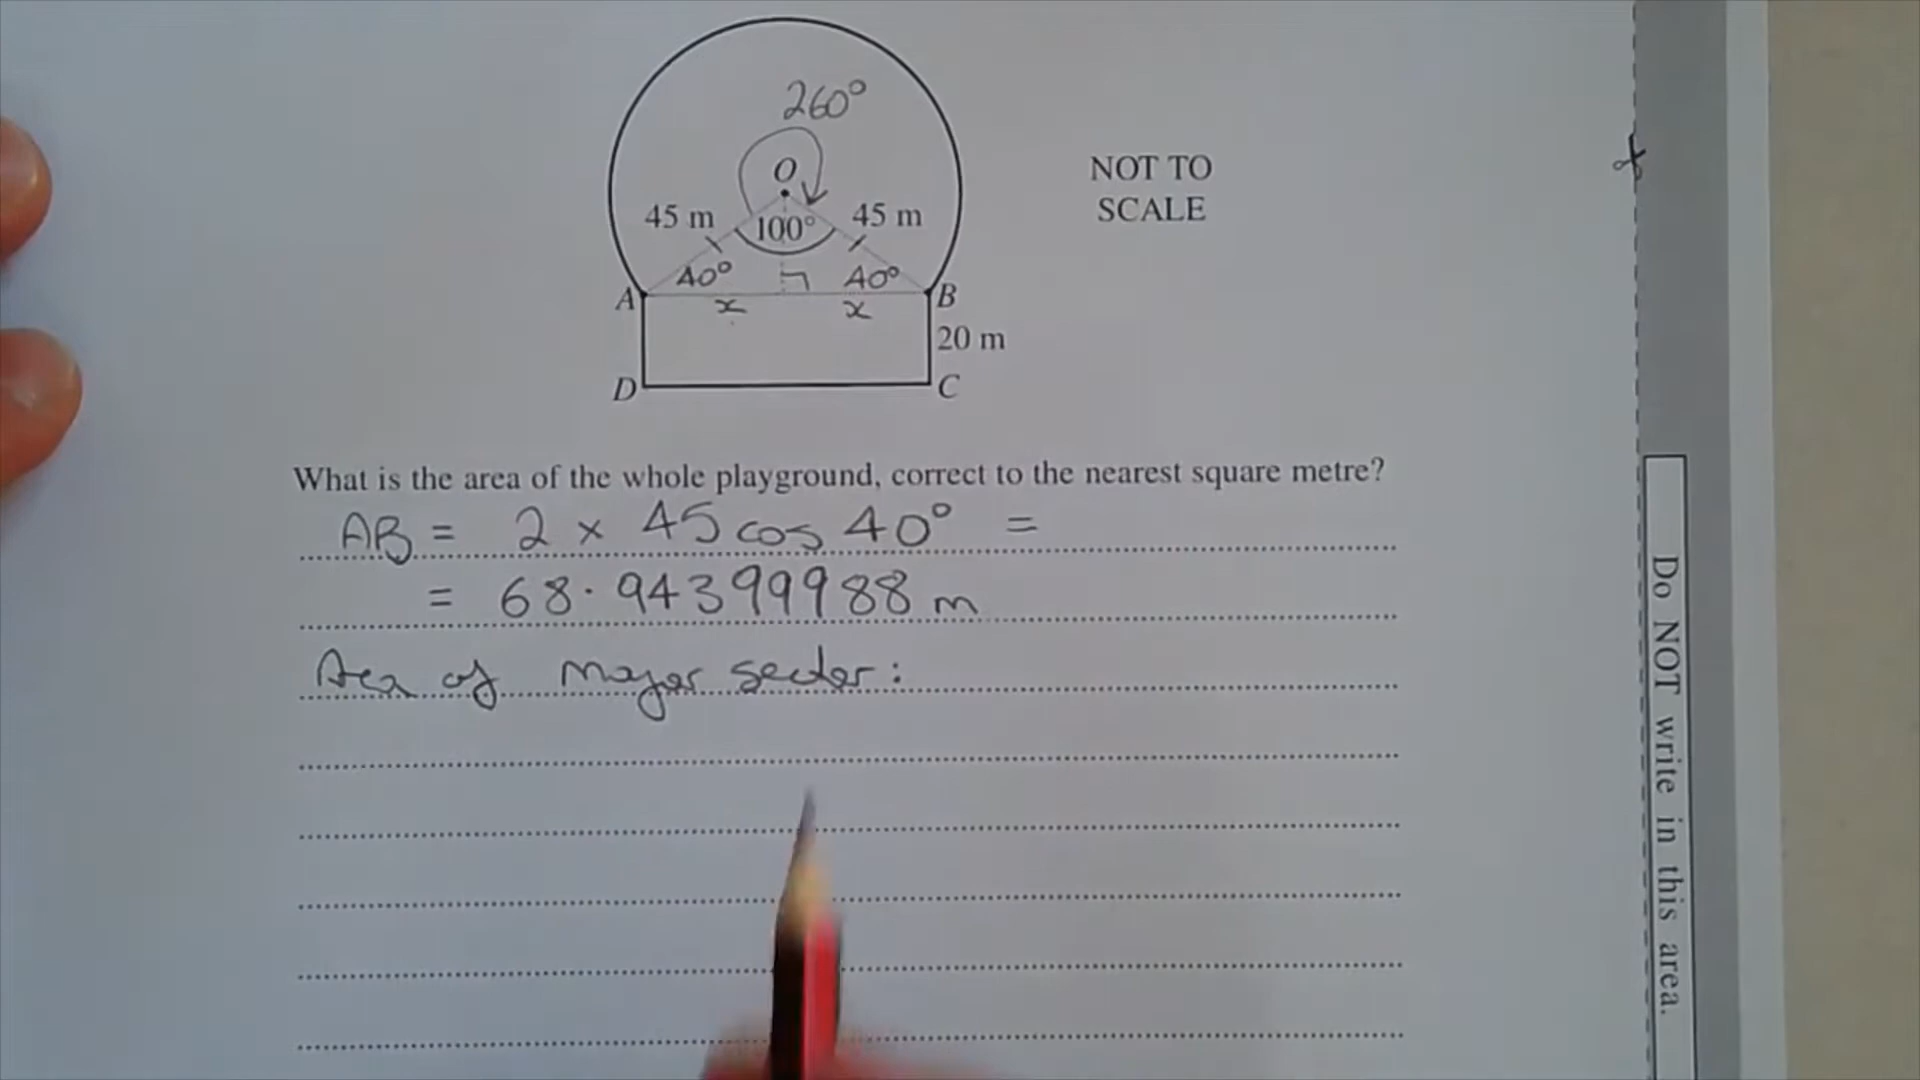 260°
O
45 m
100°
45 m
NOT TO
SCALE
40°
40°
A
x
x
B
20 m
D
C
What is the area of the whole playground, correct to the nearest square metre?
AB = 2 × 45 cos 40° =
= 68.94399988 m
Area of major sector:
Do NOT write in this area.